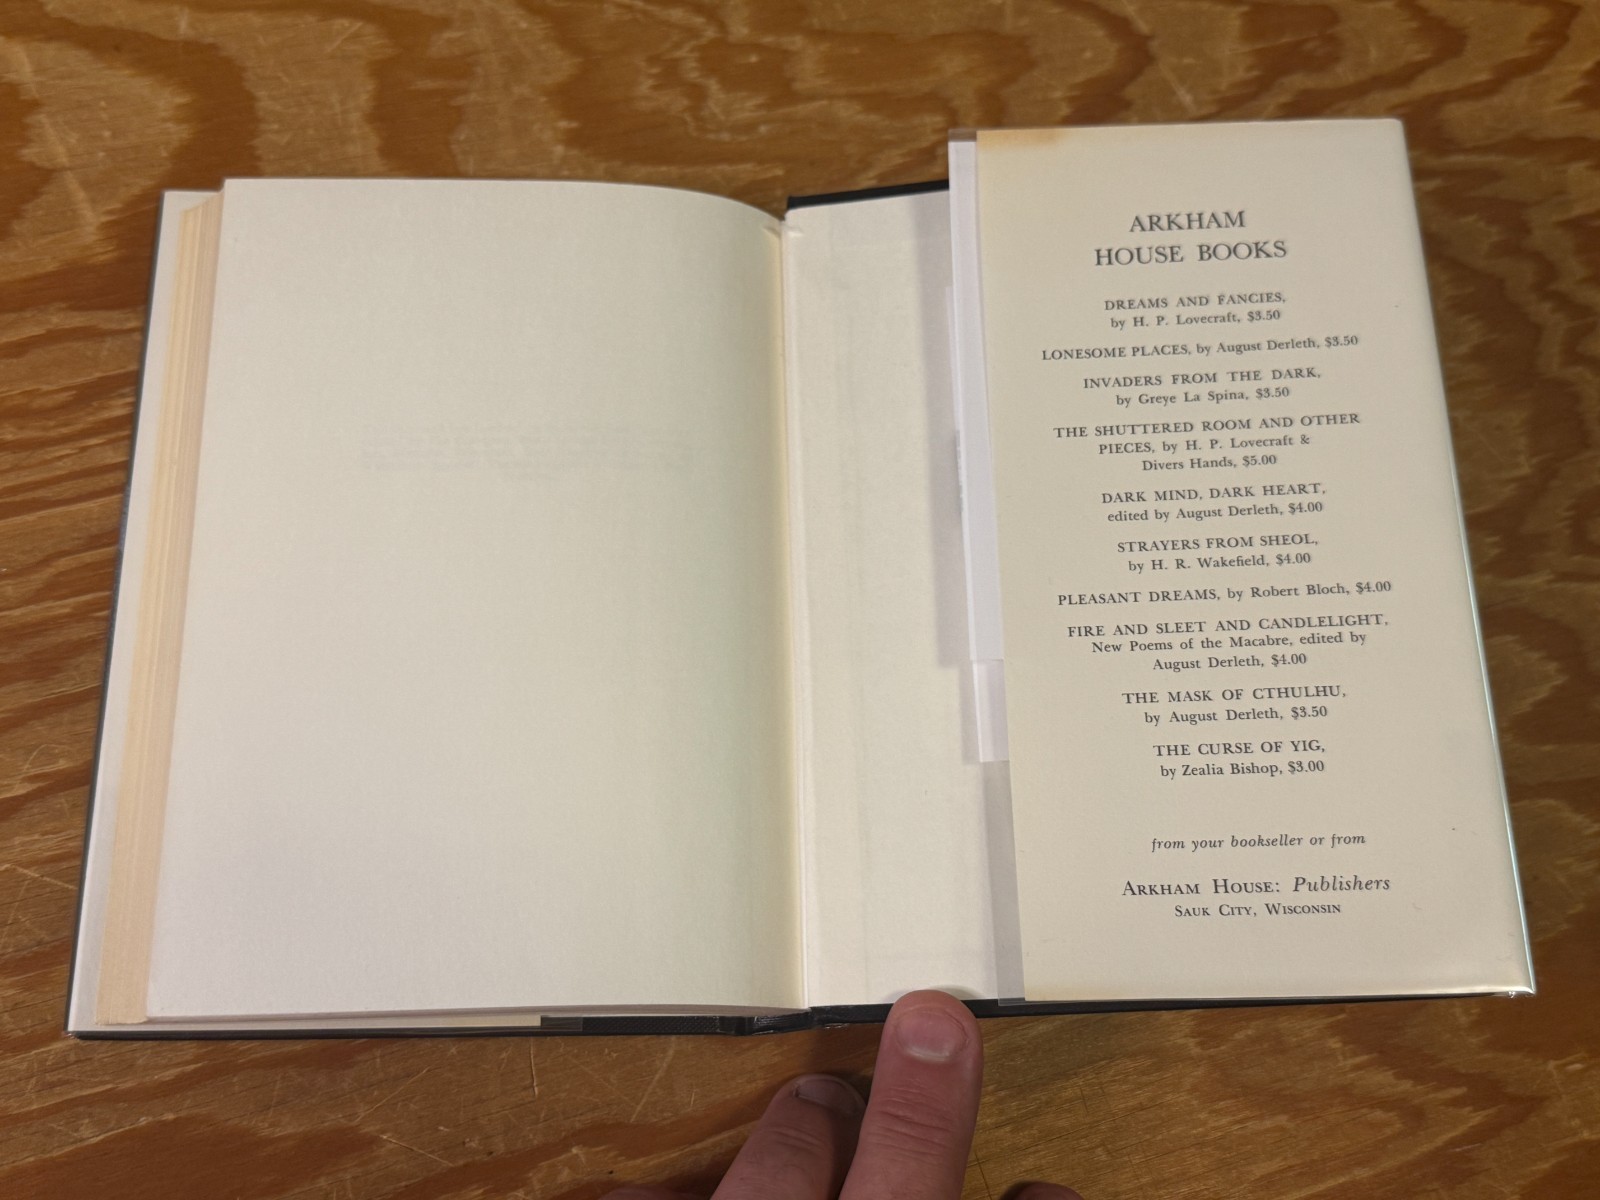 ARKHAM
HOUSE BOOKS
DREAMS AND FANCIES,
by H. P. Lovecraft, $3.50
LONESOME PLACES, by August Derleth, $3.50
INVADERS FROM THE DARK,
by Greye La Spina, $3.50
THE SHUTTERED ROOM AND OTHER
PIECES, by H. P. Lovecraft &
Divers Hands, $5.00
DARK MIND, DARK HEART,
edited by August Derleth, $4.00
STRAYERS FROM SHEOL,
by H. R. Wakefield, $4.00
PLEASANT DREAMS, by Robert Bloch, $4.00
FIRE AND SLEET AND CANDLELIGHT,
New Poems of the Macabre, edited by
August Derleth, $4.00
THE MASK OF CTHULHU,
by August Derleth, $3.50
THE CURSE OF YIG,
by Zealia Bishop, $3.00
from your bookseller or from
ARKHAM HOUSE: Publishers
SAUK CITY, WISCONSIN